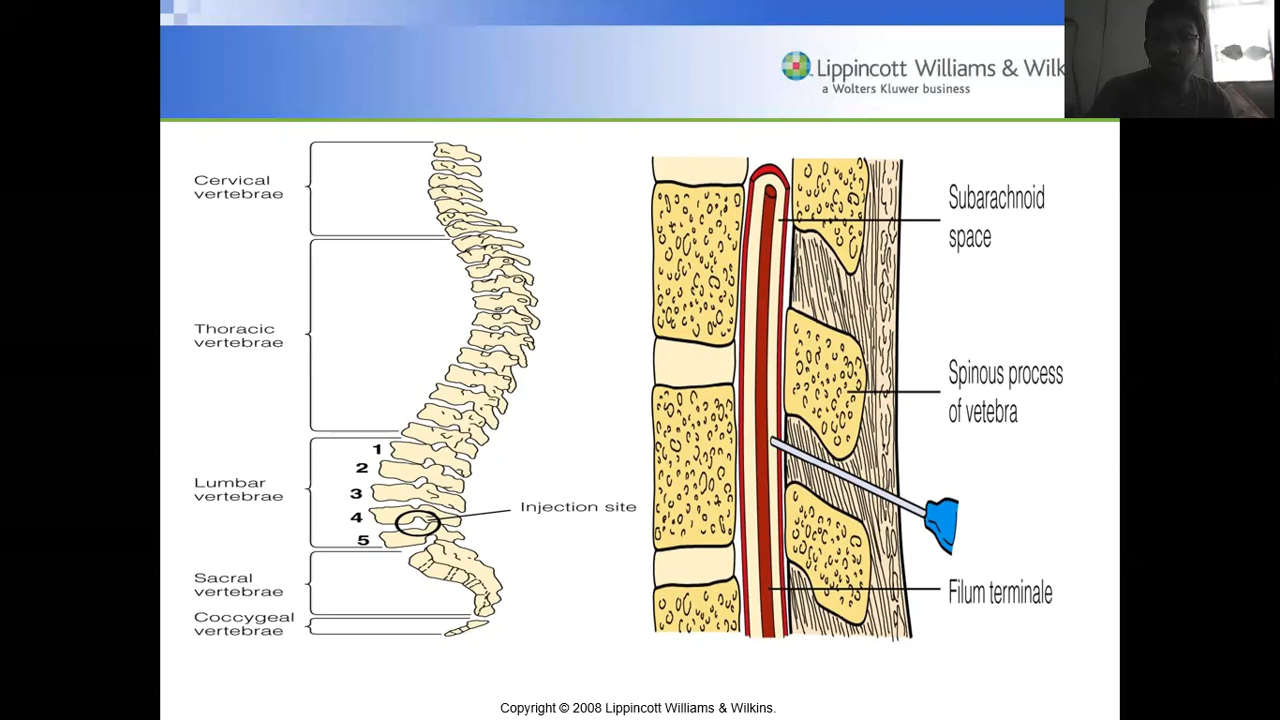 Lippincott Williams & Wilk
a Wolters Kluwer business
Cervical
vertebrae
Thoracic
vertebrae
Lumbar
vertebrae
1
2
3
4
5
Injection site
Sacral
vertebrae
Coccygeal
vertebrae
Subarachnoid
space
Spinous process
of vetebra
Filum terminale
Copyright © 2008 Lippincott Williams & Wilkins.